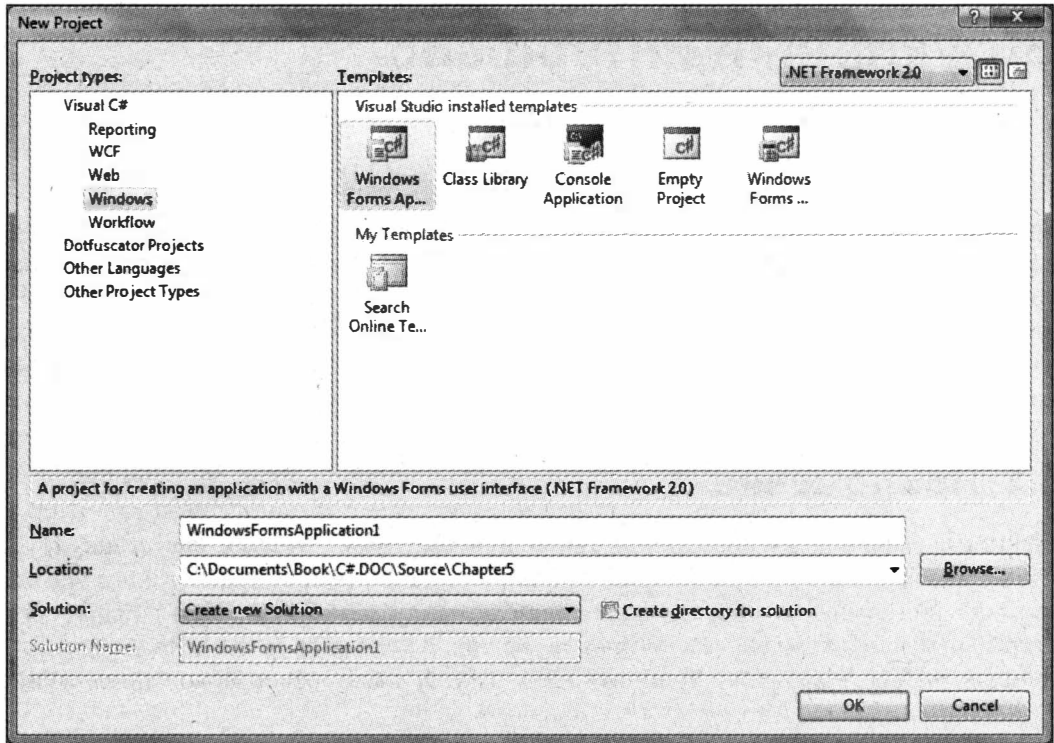 New Project
Project types:
Templates:
.NET Framework 2.0
Visual C#
Reporting
WCF
Web
Windows
Workflow
Dotfuscator Projects
Other Languages
Other Project Types
Visual Studio installed templates
Windows Forms Ap...
Class Library
Console Application
Empty Project
Windows Forms ...
My Templates
Search Online Te...
A project for creating an application with a Windows Forms user interface (.NET Framework 2.0)
Name:
WindowsFormsApplication1
Location:
C:\Documents\Book\C#.DOC\Source\Chapter5
Browse...
Solution:
Create new Solution
Create directory for solution
Solution Name:
WindowsFormsApplication1
OK
Cancel